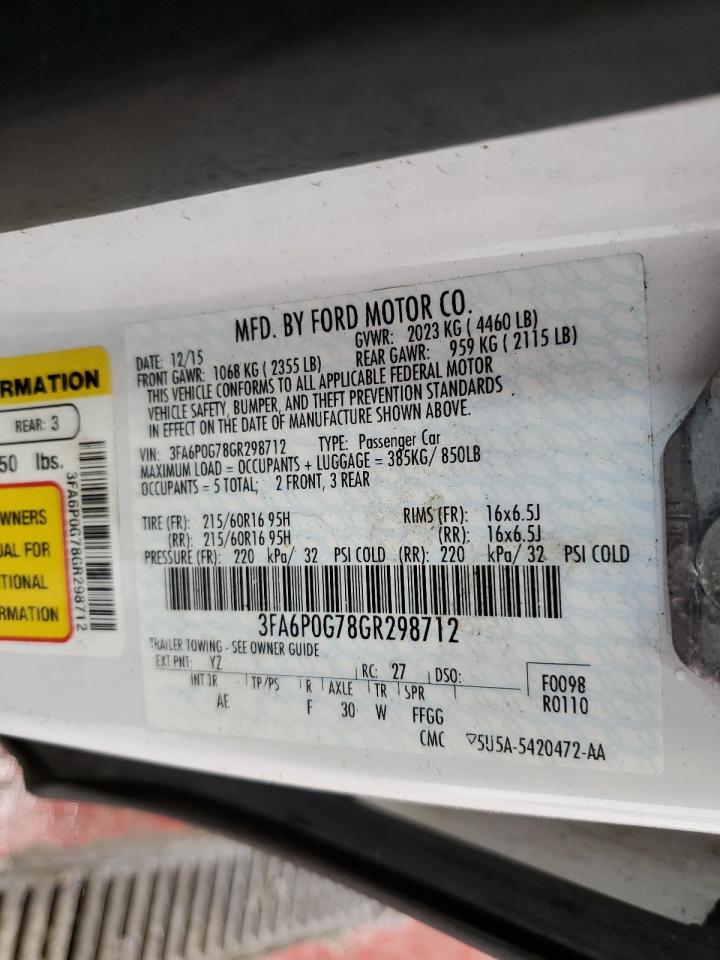 MFD. BY FORD MOTOR CO.
DATE: 12/15 GVWR: 2023 KG ( 4460 LB)
FRONT GAWR: 1068 KG ( 2355 LB) REAR GAWR: 959 KG ( 2115 LB)
THIS VEHICLE CONFORMS TO ALL APPLICABLE FEDERAL MOTOR
VEHICLE SAFETY, BUMPER, AND THEFT PREVENTION STANDARDS
IN EFFECT ON THE DATE OF MANUFACTURE SHOWN ABOVE.
VIN: 3FA6P0G78GR298712 TYPE: Passenger Car
MAXIMUM LOAD = OCCUPANTS + LUGGAGE = 385KG/ 850LB
OCCUPANTS = 5 TOTAL; 2 FRONT, 3 REAR
TIRE (FR): 215/60R16 95H RIMS (FR): 16x6.5J
(RR): 215/60R16 95H (RR): 16x6.5J
PRESSURE (FR): 220 kPa/ 32 PSI COLD (RR): 220 kPa/ 32 PSI COLD
3FA6P0G78GR298712
TRAILER TOWING - SEE OWNER GUIDE
EXT PNT: YZ RC: 27 DSO: F0098
INT TR TP/PS R AXLE TR SPR R0110
AE F 30 W FFGG
CMC ▽5U5A-5420472-AA
RMATION
REAR: 3
50 lbs.
WNERS
UAL FOR
TIONAL
RMATION
3FA6P0G78GR298712